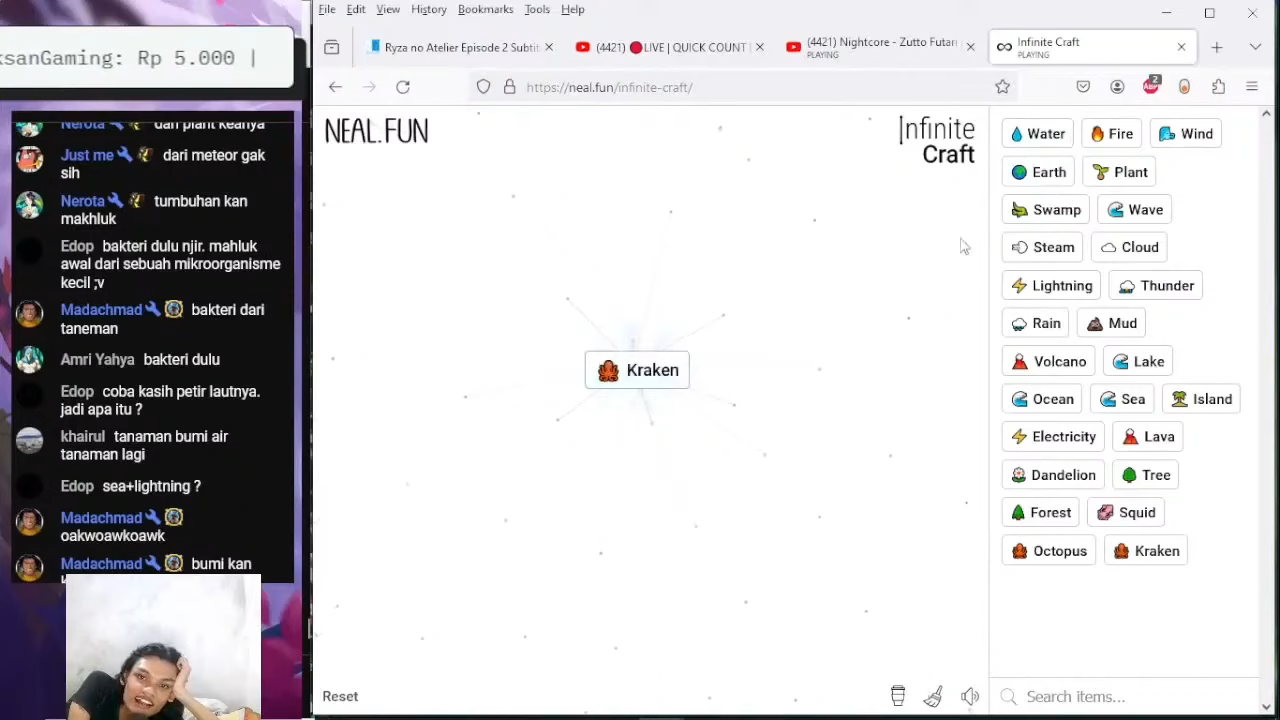 ksanGaming: Rp 5.000 |
Nerota dari plant keanya
Just me dari meteor gak
sih
Nerota tumbuhan kan
makhluk
Edop bakteri dulu njir. mahluk
awal dari sebuah mikroorganisme
kecil ;v
Madachmad bakteri dari
taneman
Amri Yahya bakteri dulu
Edop coba kasih petir lautnya.
jadi apa itu ?
khairul tanaman bumi air
tanaman lagi
Edop sea+lightning ?
Madachmad
oakwoawkoawk
Madachmad bumi kan
File Edit View History Bookmarks Tools Help
Ryza no Atelier Episode 2 Subtit
(4421) 🔴LIVE | QUICK COUNT |
(4421) Nightcore - Zutto Futari
PLAYING
Infinite Craft
PLAYING
https://neal.fun/infinite-craft/
2
NEAL.FUN
Infinite
Craft
Kraken
Reset
Water Fire Wind
Earth Plant
Swamp Wave
Steam Cloud
Lightning Thunder
Rain Mud
Volcano Lake
Ocean Sea Island
Electricity Lava
Dandelion Tree
Forest Squid
Octopus Kraken
Search items...